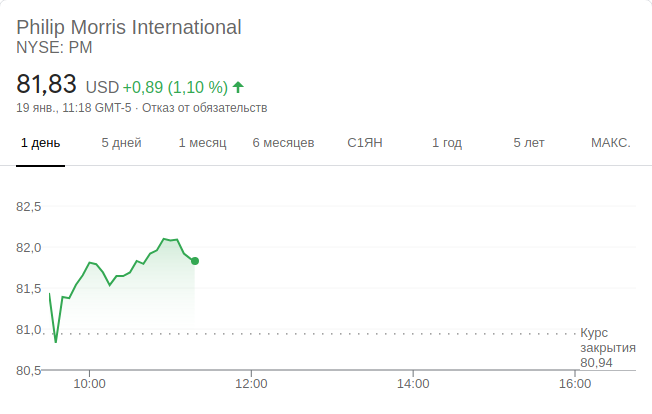 Philip Morris International
NYSE: PM
81,83 USD +0,89 (1,10 %)
19 янв., 11:18 GMT-5 · Отказ от обязательств
1 день 5 дней 1 месяц 6 месяцев С1ЯН 1 год 5 лет МАКС.
82,5
82,0
81,5
81,0
Курс
закрытия
80,94
80,5
10:00 12:00 14:00 16:00